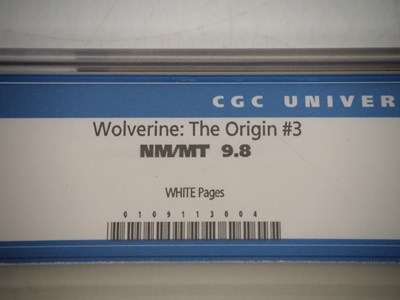 CGC UNIVER
Wolverine: The Origin #3
NM/MT 9.8
WHITE Pages
0109113004